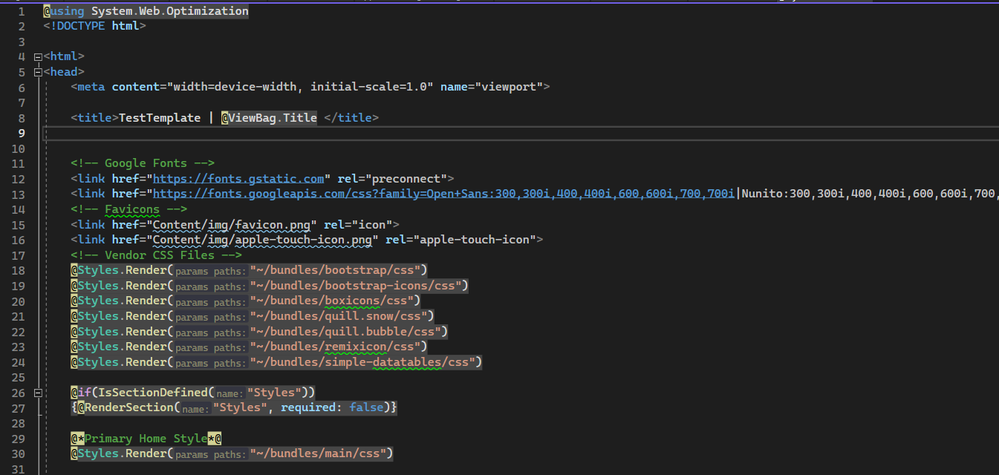 1 @using System.Web.Optimization
2 <!DOCTYPE html>
3
4 <html>
5 <head>
6 <meta content="width=device-width, initial-scale=1.0" name="viewport">
7
8 <title>TestTemplate | @ViewBag.Title </title>
9
10
11 <!-- Google Fonts -->
12 <link href="https://fonts.gstatic.com" rel="preconnect">
13 <link href="https://fonts.googleapis.com/css?family=Open+Sans:300,300i,400,400i,600,600i,700,700i|Nunito:300,300i,400,400i,600,600i,700,
14 <!-- Favicons -->
15 <link href="Content/img/favicon.png" rel="icon">
16 <link href="Content/img/apple-touch-icon.png" rel="apple-touch-icon">
17 <!-- Vendor CSS Files -->
18 @Styles.Render(params paths: "~/bundles/bootstrap/css")
19 @Styles.Render(params paths: "~/bundles/bootstrap-icons/css")
20 @Styles.Render(params paths: "~/bundles/boxicons/css")
21 @Styles.Render(params paths: "~/bundles/quill.snow/css")
22 @Styles.Render(params paths: "~/bundles/quill.bubble/css")
23 @Styles.Render(params paths: "~/bundles/remixicon/css")
24 @Styles.Render(params paths: "~/bundles/simple-datatables/css")
25
26 @if(IsSectionDefined(name: "Styles"))
27 {@RenderSection(name: "Styles", required: false)}
28
29 @*Primary Home Style*@
30 @Styles.Render(params paths: "~/bundles/main/css")
31